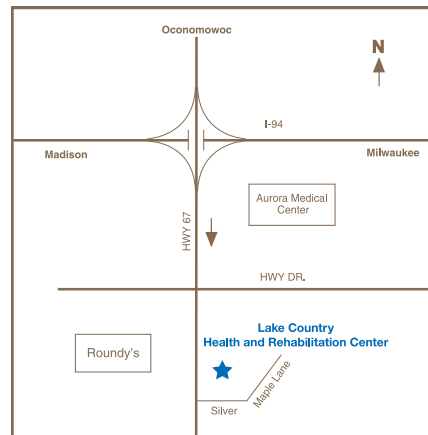 Oconomowoc
N
I-94
Madison
Milwaukee
Aurora Medical
Center
HWY 67
HWY DR.
Lake Country
Health and Rehabilitation Center
Roundy's
Maple Lane
Silver